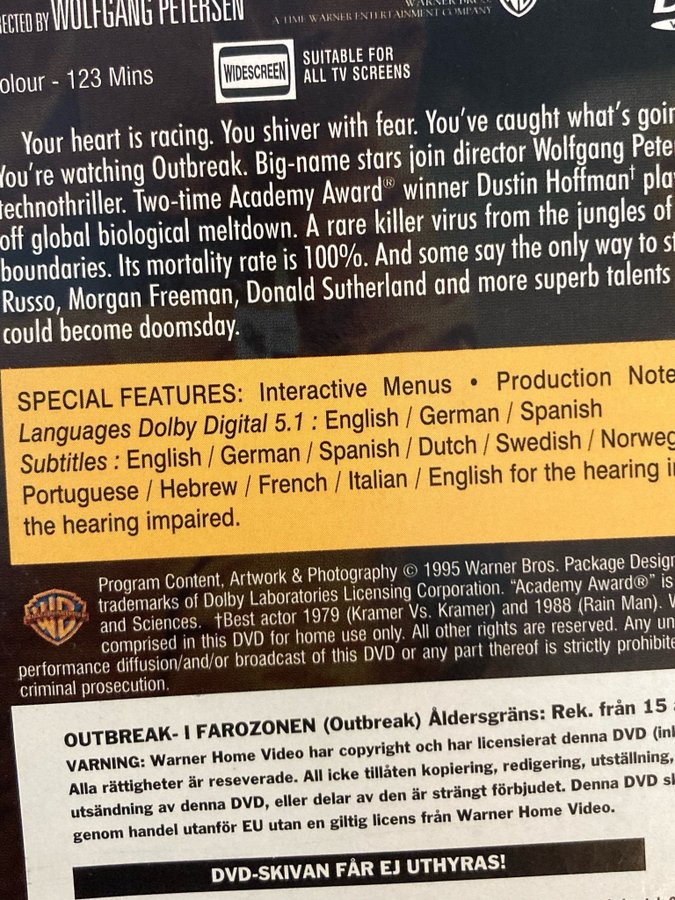 RECTED BY WOLFGANG PETERSEN
A TIME WARNER ENTERTAINMENT COMPANY
olour - 123 Mins
WIDESCREEN
SUITABLE FOR
ALL TV SCREENS
Your heart is racing. You shiver with fear. You've caught what's goin
You're watching Outbreak. Big-name stars join director Wolfgang Pete
technothriller. Two-time Academy Award® winner Dustin Hoffman† pla
off global biological meltdown. A rare killer virus from the jungles of
boundaries. Its mortality rate is 100%. And some say the only way to st
Russo, Morgan Freeman, Donald Sutherland and more superb talents
could become doomsday.
SPECIAL FEATURES: Interactive Menus • Production Note
Languages Dolby Digital 5.1 : English / German / Spanish
Subtitles : English / German / Spanish / Dutch / Swedish / Norweg
Portuguese / Hebrew / French / Italian / English for the hearing i
the hearing impaired.
Program Content, Artwork & Photography © 1995 Warner Bros. Package Design
trademarks of Dolby Laboratories Licensing Corporation. "Academy Award®" is
and Sciences. †Best actor 1979 (Kramer Vs. Kramer) and 1988 (Rain Man). W
comprised in this DVD for home use only. All other rights are reserved. Any un
performance diffusion/and/or broadcast of this DVD or any part thereof is strictly prohibite
criminal prosecution.
OUTBREAK- I FAROZONEN (Outbreak) Åldersgräns: Rek. från 15
VARNING: Warner Home Video har copyright och har licensierat denna DVD (inkl
Alla rättigheter är reseverade. All icke tillåten kopiering, redigering, utställning,
utsändning av denna DVD, eller delar av den är strängt förbjudet. Denna DVD sk
genom handel utanför EU utan en giltig licens från Warner Home Video.
DVD-SKIVAN FÅR EJ UTHYRAS!